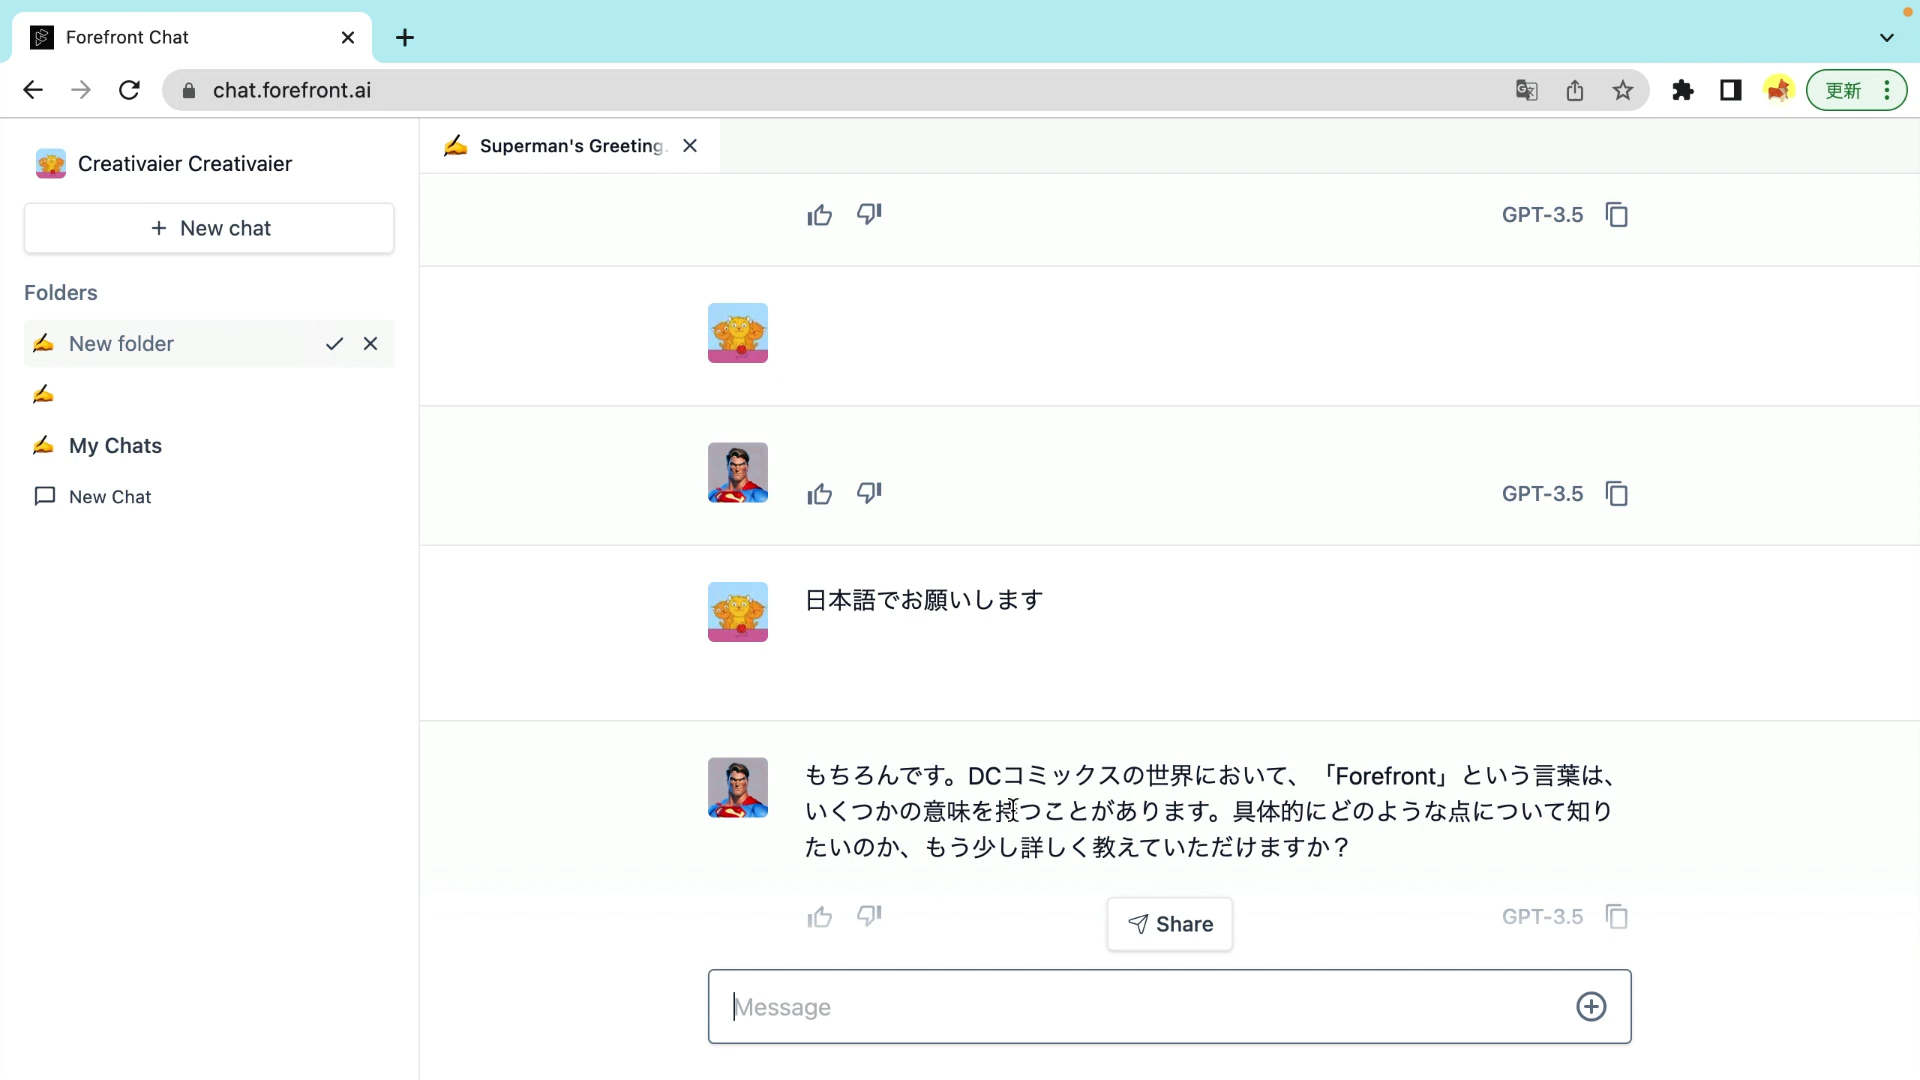 Forefront Chat
chat.forefront.ai
更新
Creativaier Creativaier
New chat
Folders
New folder
My Chats
New Chat
Superman's Greeting.
GPT-3.5
GPT-3.5
日本語でお願いします
もちろんです。DCコミックスの世界において、「Forefront」という言葉は、
いくつかの意味を持つことがあります。具体的にどのような点について知り
たいのか、もう少し詳しく教えていただけますか？
GPT-3.5
Share
Message